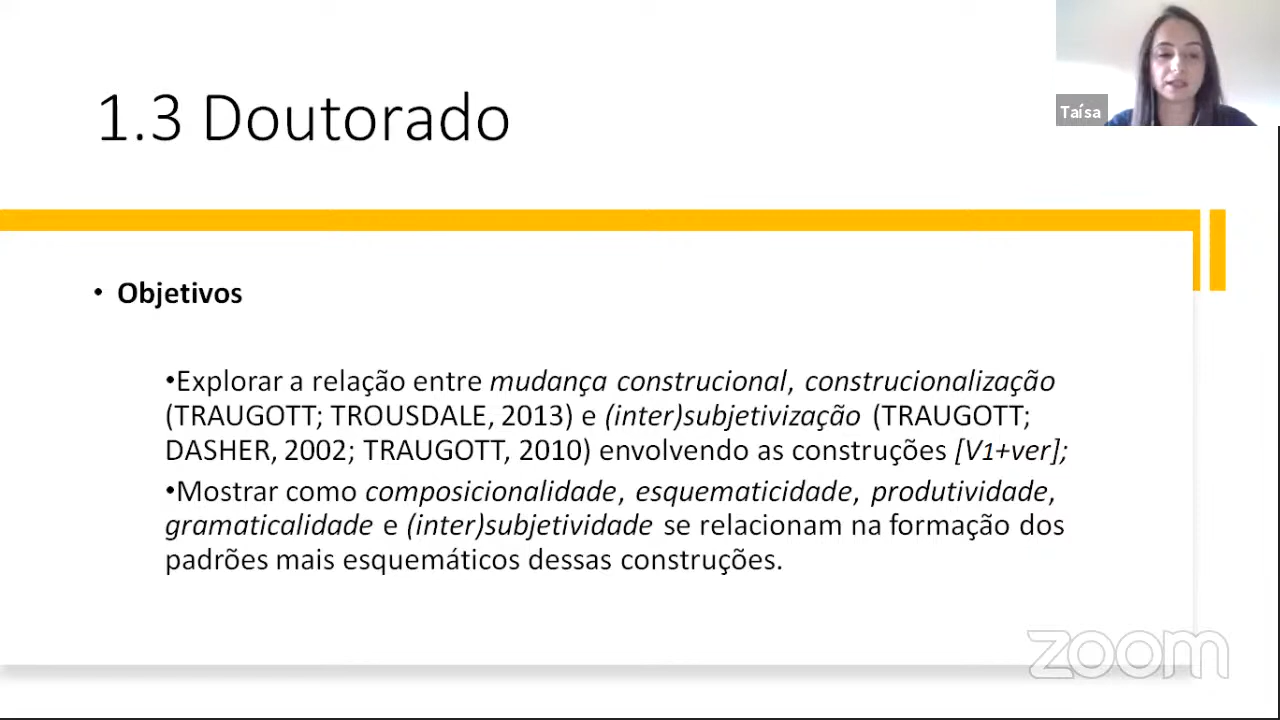 1.3 Doutorado
Taísa
• Objetivos
•Explorar a relação entre mudança construcional, construcionalização
(TRAUGOTT; TROUSDALE, 2013) e (inter)subjetivização (TRAUGOTT;
DASHER, 2002; TRAUGOTT, 2010) envolvendo as construções [V1+ver];
•Mostrar como composicionalidade, esquematicidade, produtividade,
gramaticalidade e (inter)subjetividade se relacionam na formação dos
padrões mais esquemáticos dessas construções.
zoom